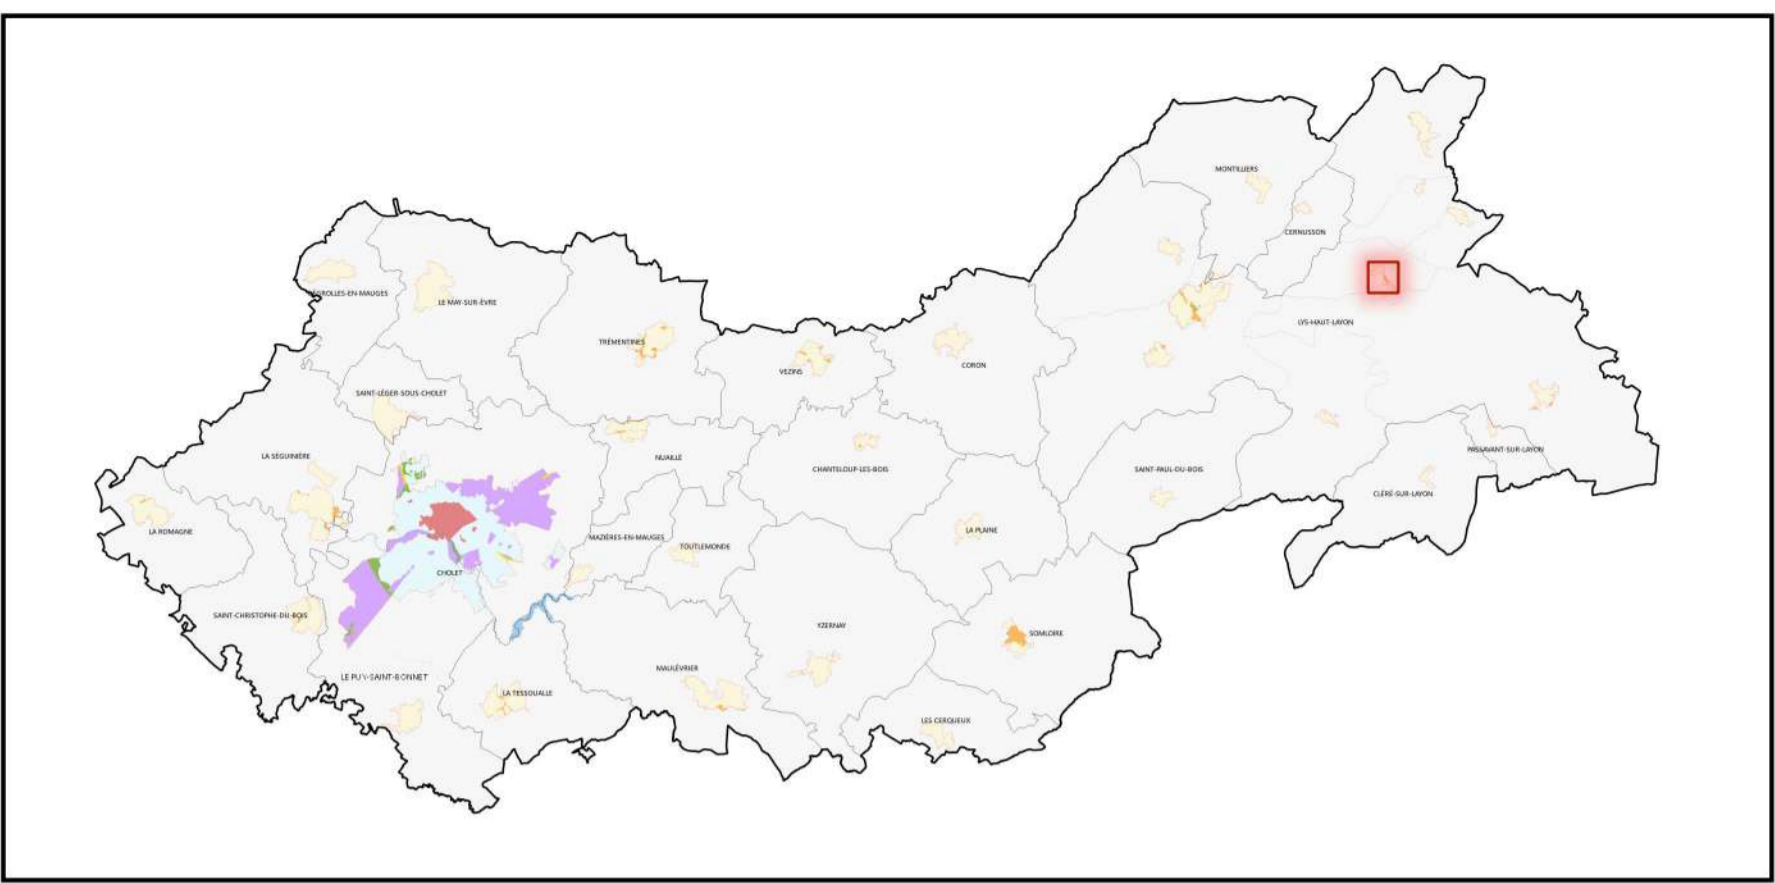 MONTILLIERS
CERNUSSON
BÉGROLLES-EN-MAUGES
LE MAY-SUR-ÈVRE
LYS-HAUT-LAYON
TRÉMENTINES
VEZINS
CORON
SAINT-LÉGER-SOUS-CHOLET
LA SÉGUINIÈRE
NUAILLÉ
CHANTELOUP-LES-BOIS
SAINT-PAUL-DU-BOIS
PASSAVANT-SUR-LAYON
CLÉRÉ-SUR-LAYON
LA ROMAGNE
MAZIÈRES-EN-MAUGES
TOUTLEMONDE
LA PLAINE
CHOLET
SAINT-CHRISTOPHE-DU-BOIS
YZERNAY
SOMLOIRE
LE PUY-SAINT-BONNET
MAULÉVRIER
LA TESSOUALLE
LES CERQUEUX